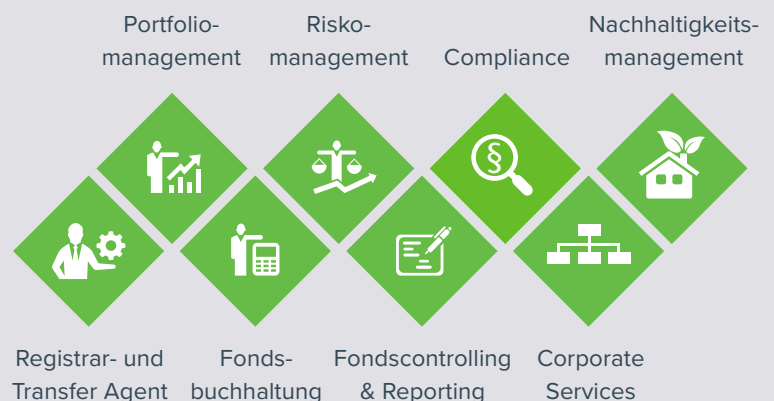 Portfolio-
management
Risiko-
management
Compliance
Nachhaltigkeits-
management
§
Registrar- und
Transfer Agent
Fonds-
buchhaltung
Fondscontrolling
& Reporting
Corporate
Services